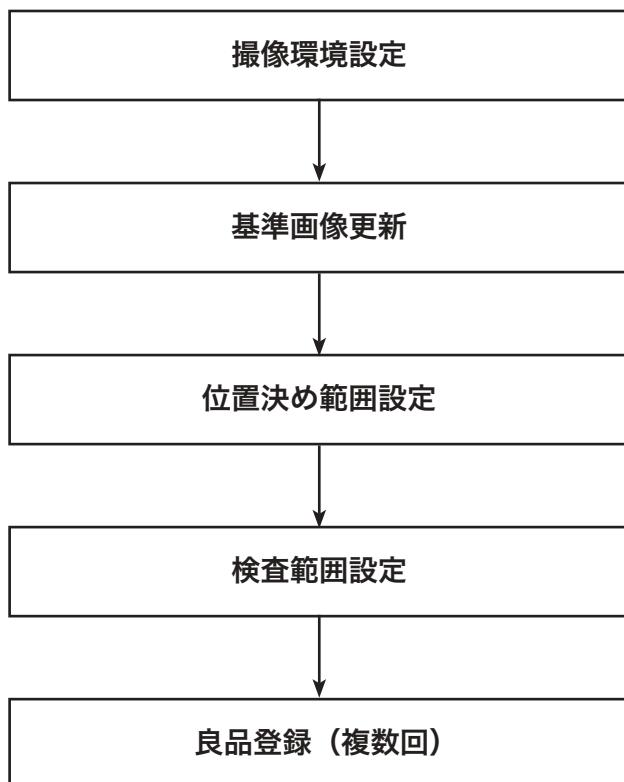 撮像環境設定
基準画像更新
位置決め範囲設定
検査範囲設定
良品登録（複数回）